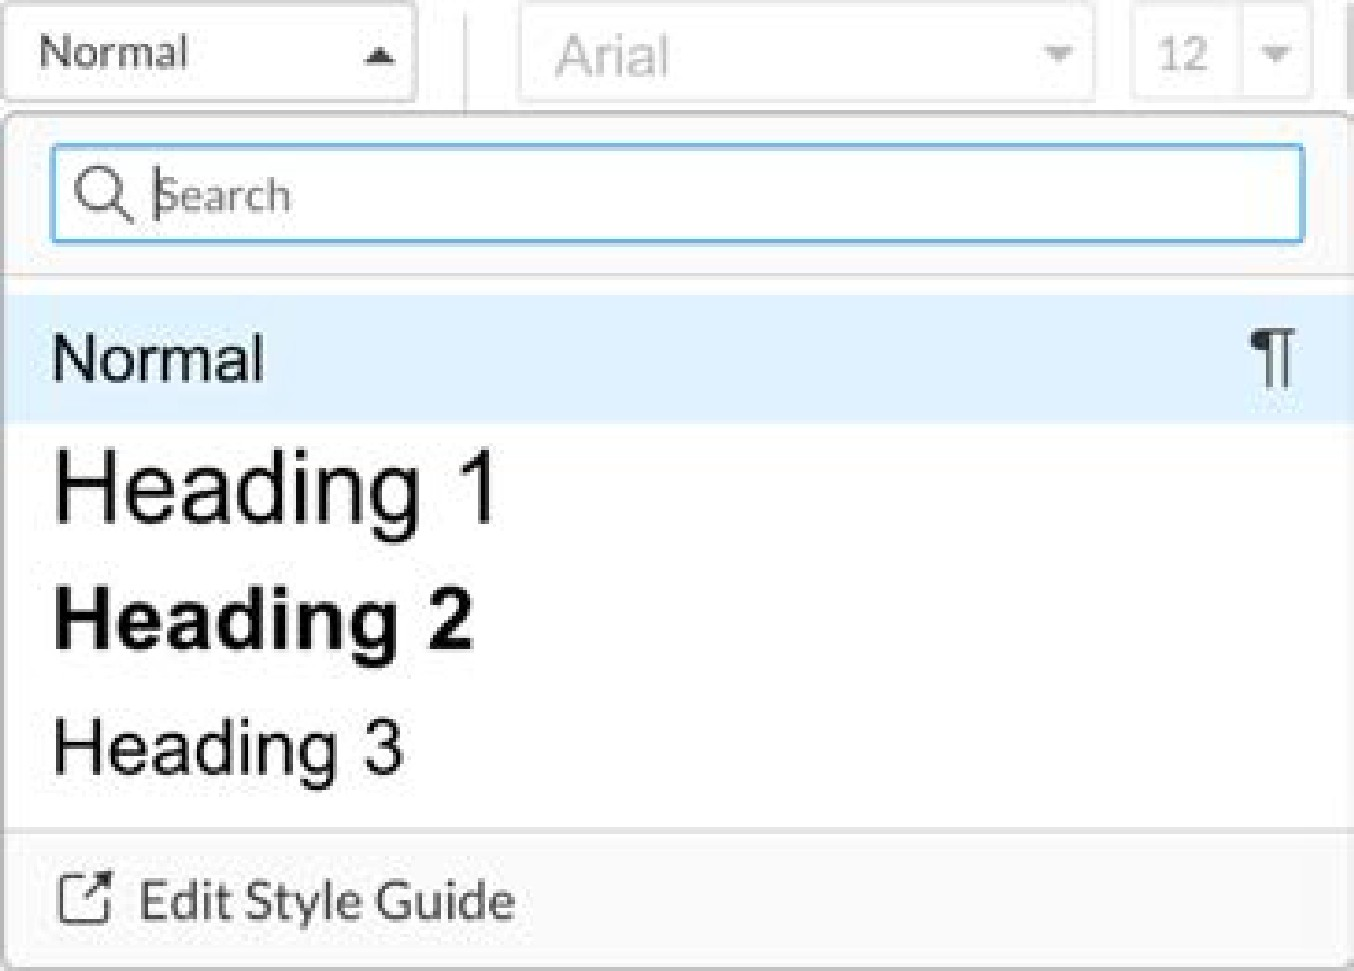 Normal Arial 12
Search
Normal ¶
Heading 1
Heading 2
Heading 3
Edit Style Guide